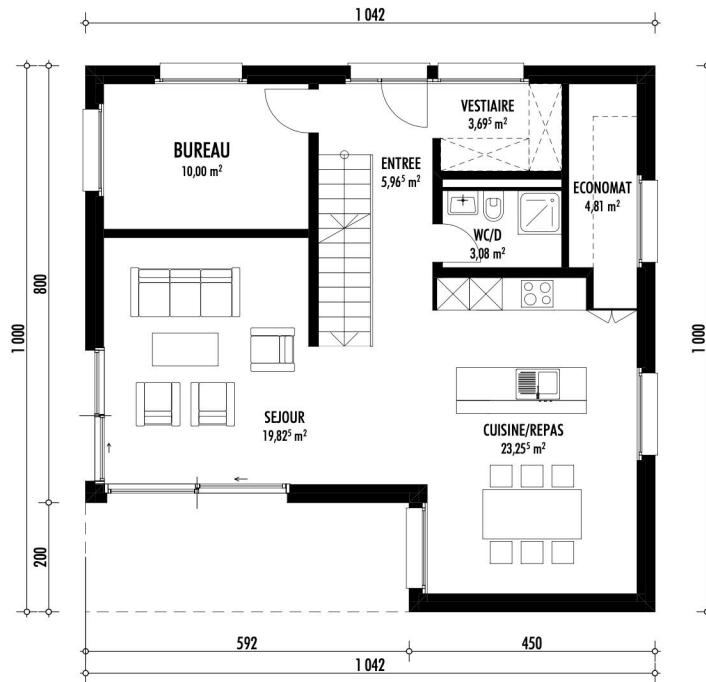 1 042
VESTIAIRE
3,69⁵ m²
BUREAU
10,00 m²
ENTREE
5,96⁵ m²
ECONOMAT
4,81 m²
WC/D
3,08 m²
800
1 000
1 000
SEJOUR
19,82⁵ m²
CUISINE/REPAS
23,25⁵ m²
200
592
450
1 042